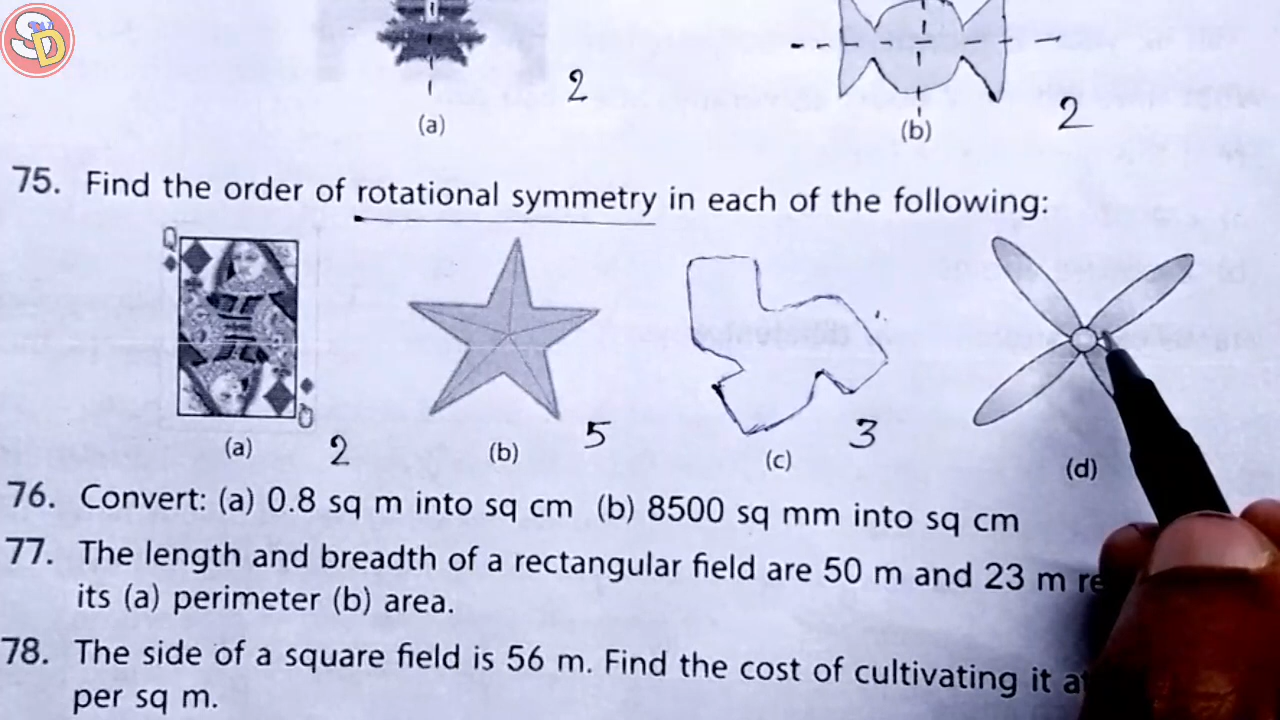 SD
2
2
(a)
(b)
75. Find the order of rotational symmetry in each of the following:
Q
Q
(a) 2 (b) 5 (c) 3 (d)
76. Convert: (a) 0.8 sq m into sq cm (b) 8500 sq mm into sq cm
77. The length and breadth of a rectangular field are 50 m and 23 m re
its (a) perimeter (b) area.
78. The side of a square field is 56 m. Find the cost of cultivating it a
per sq m.